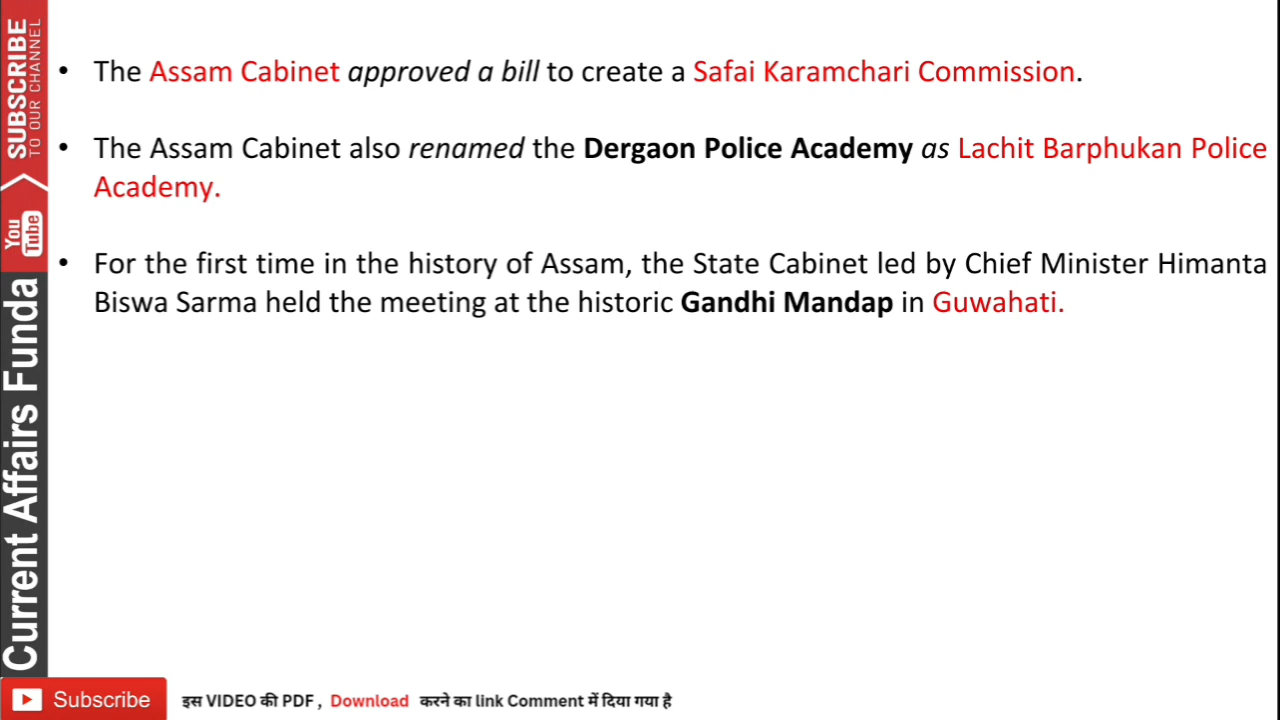 • The Assam Cabinet approved a bill to create a Safai Karamchari Commission.
• The Assam Cabinet also renamed the Dergaon Police Academy as Lachit Barphukan Police
Academy.
• For the first time in the history of Assam, the State Cabinet led by Chief Minister Himanta
Biswa Sarma held the meeting at the historic Gandhi Mandap in Guwahati.
SUBSCRIBE
TO OUR CHANNEL
You
Tube
Current Affairs Funda
Subscribe
इस VIDEO की PDF , Download करने का link Comment में दिया गया है